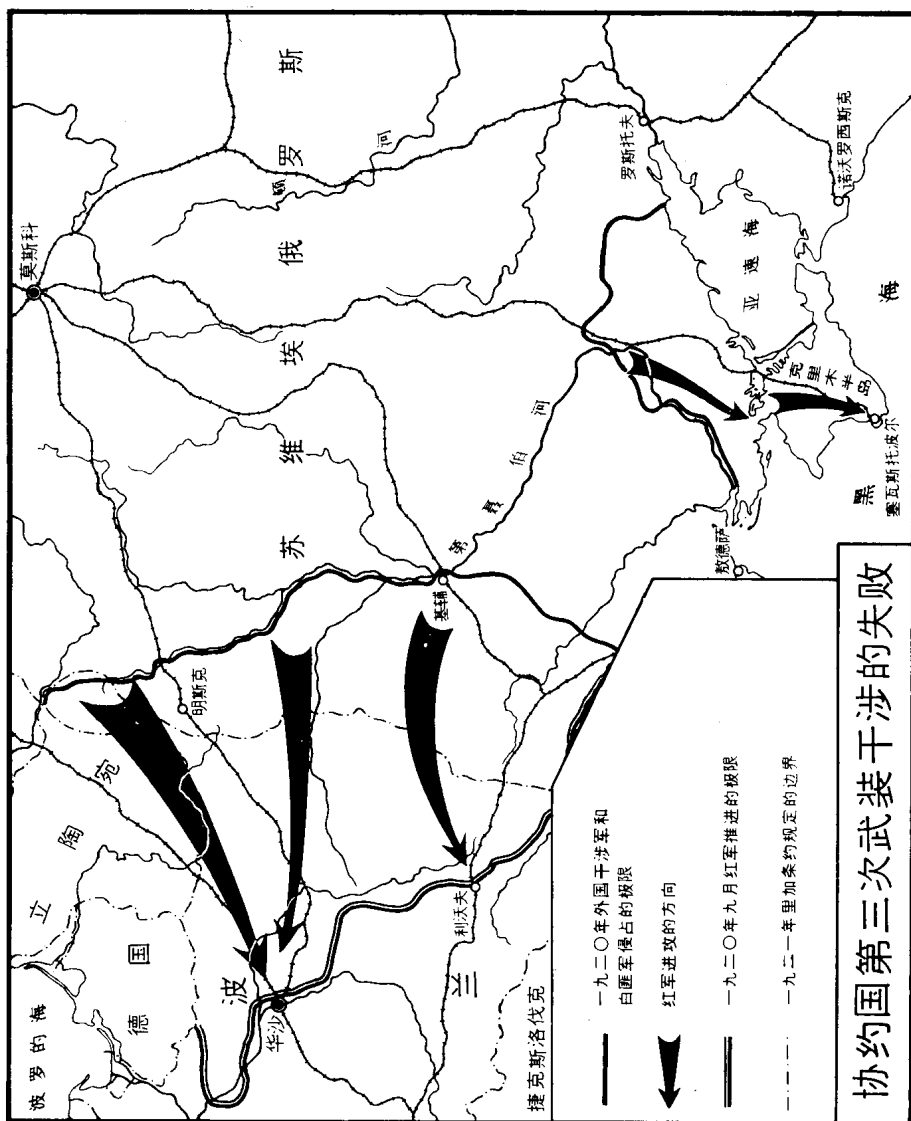 协约国第三次武装干涉的失败
一九二〇年外国干涉军和
白匪军侵占的极限
红军进攻的方向
一九二〇年九月红军推进的极限
一九二一年里加条约规定的边界
波罗的海
立陶宛
德国
波兰
捷克斯洛伐克
苏维埃俄罗斯
莫斯科
明斯克
华沙
利沃夫
基辅
第聂伯河
顿河
罗斯托夫
诺沃罗西斯克
亚速海
克里木半岛
塞瓦斯托波尔
敖德萨
黑海